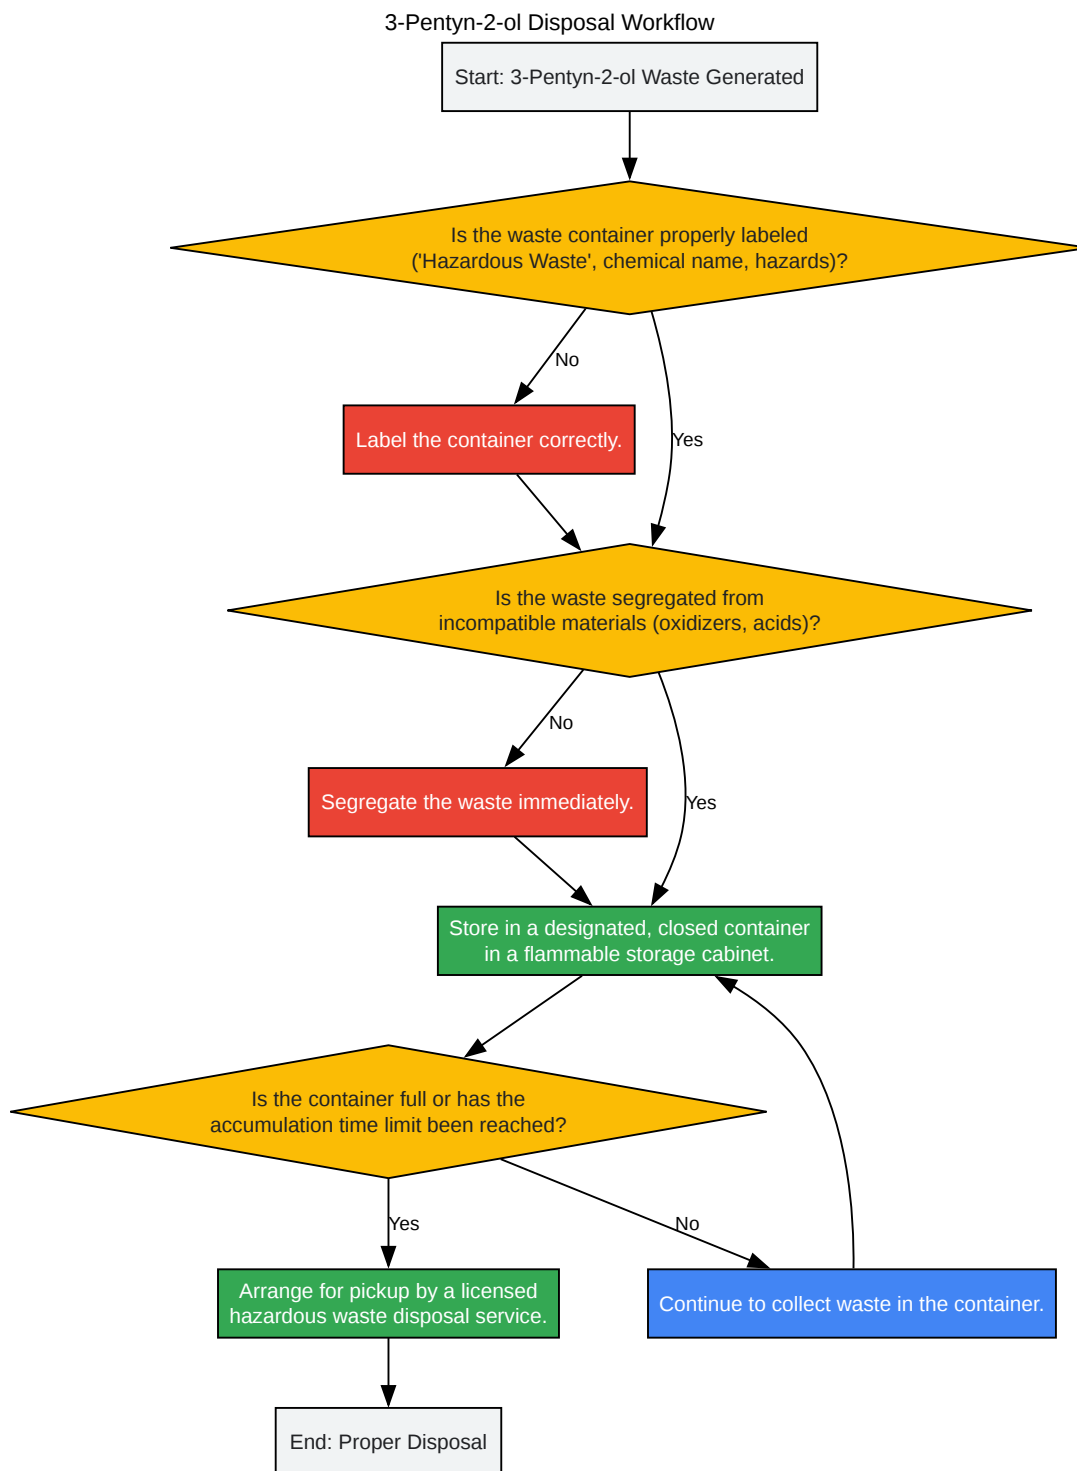 3-Pentyn-2-ol Disposal Workflow
Start: 3-Pentyn-2-ol Waste Generated
Is the waste container properly labeled
('Hazardous Waste', chemical name, hazards)?
No
Label the container correctly.
Yes
Is the waste segregated from
incompatible materials (oxidizers, acids)?
No
Segregate the waste immediately.
Yes
Store in a designated, closed container
in a flammable storage cabinet.
Is the container full or has the
accumulation time limit been reached?
Yes
No
Arrange for pickup by a licensed
hazardous waste disposal service.
Continue to collect waste in the container.
End: Proper Disposal